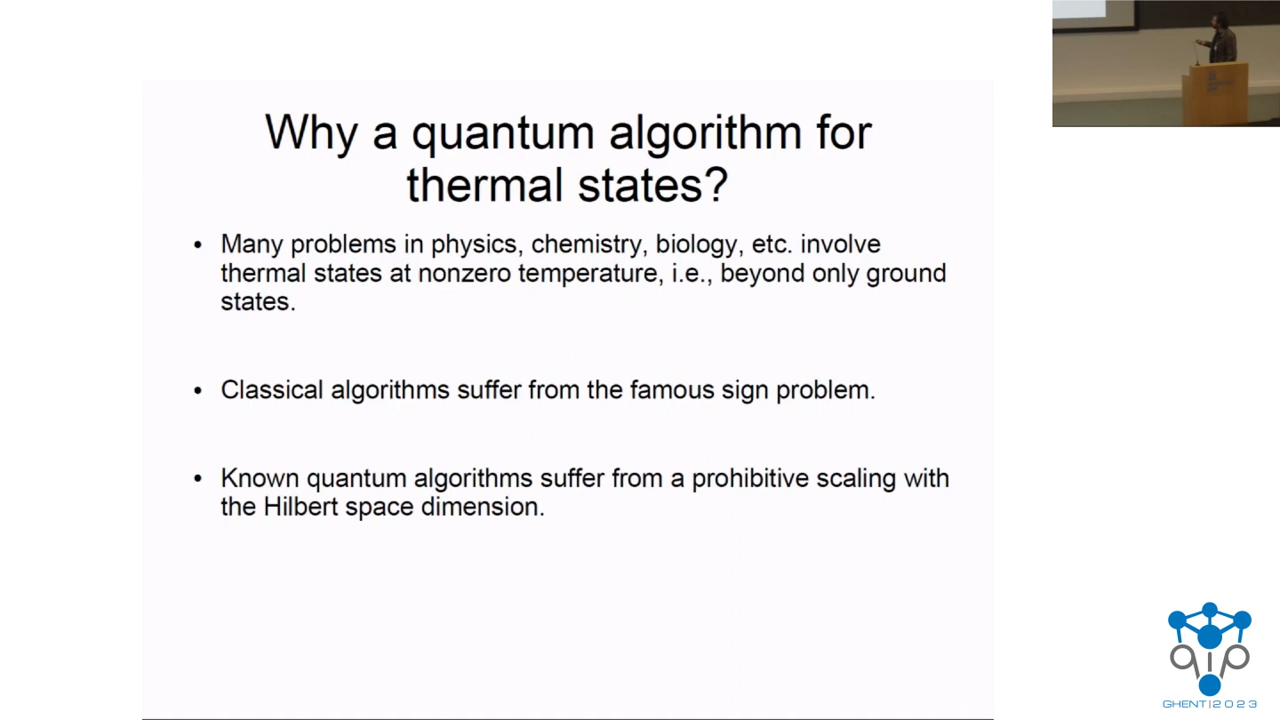 Why a quantum algorithm for
thermal states?
• Many problems in physics, chemistry, biology, etc. involve
thermal states at nonzero temperature, i.e., beyond only ground
states.
• Classical algorithms suffer from the famous sign problem.
• Known quantum algorithms suffer from a prohibitive scaling with
the Hilbert space dimension.
qip
GHENT|2023